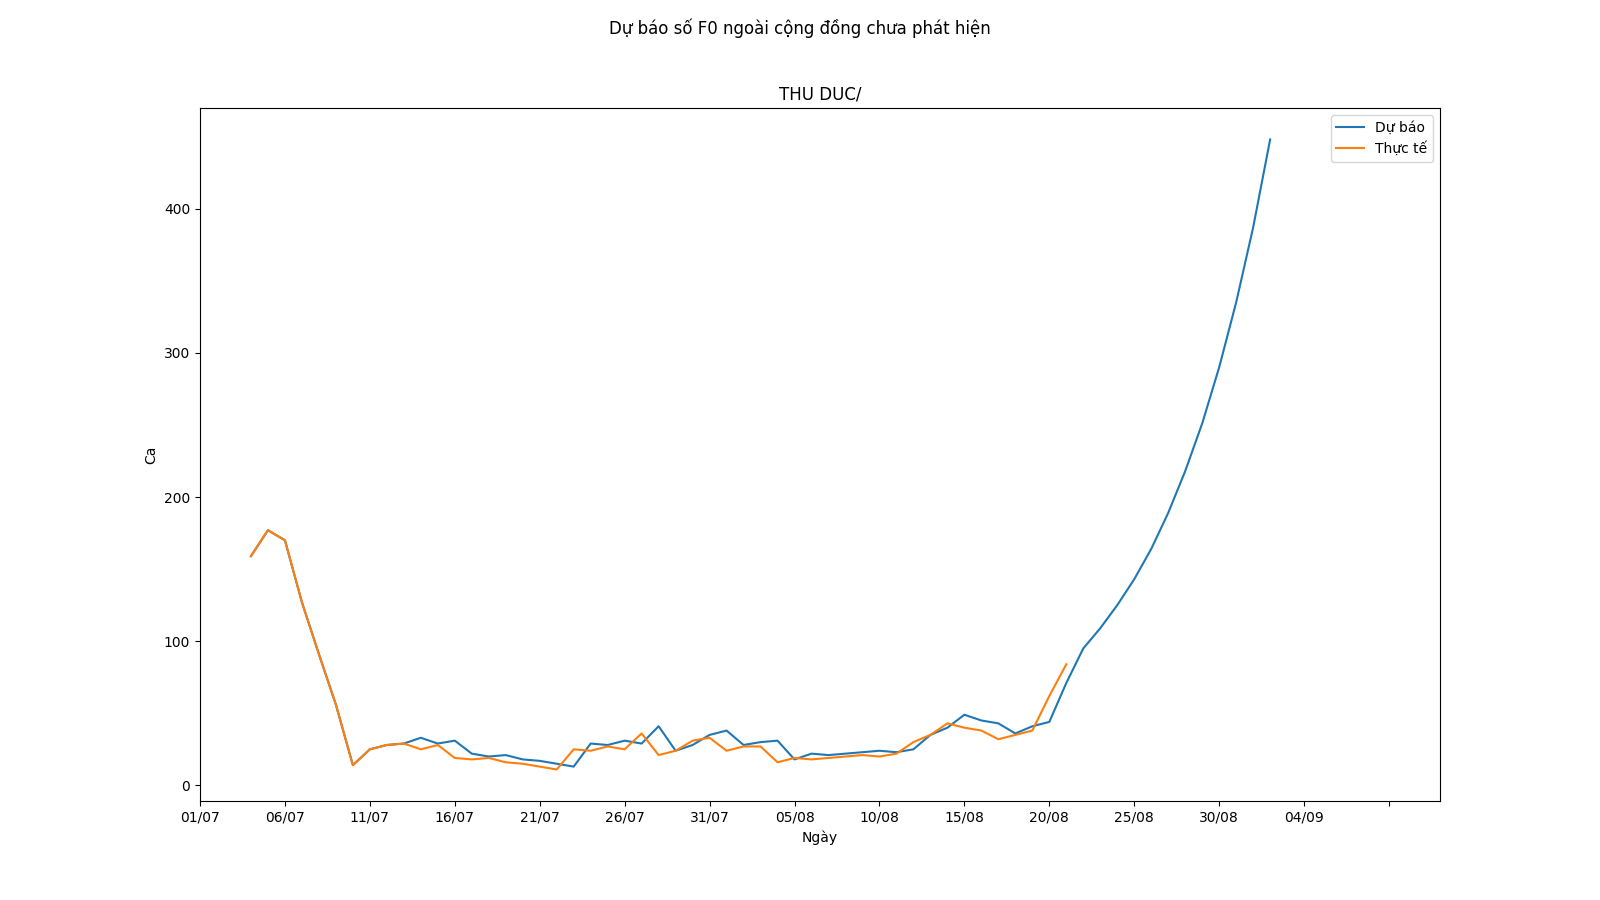 Dự báo số F0 ngoài cộng đồng chưa phát hiện
THU DUC/
Dự báo
Thực tế
400
300
200
100
0
Ca
01/07 06/07 11/07 16/07 21/07 26/07 31/07 05/08 10/08 15/08 20/08 25/08 30/08 04/09
Ngày